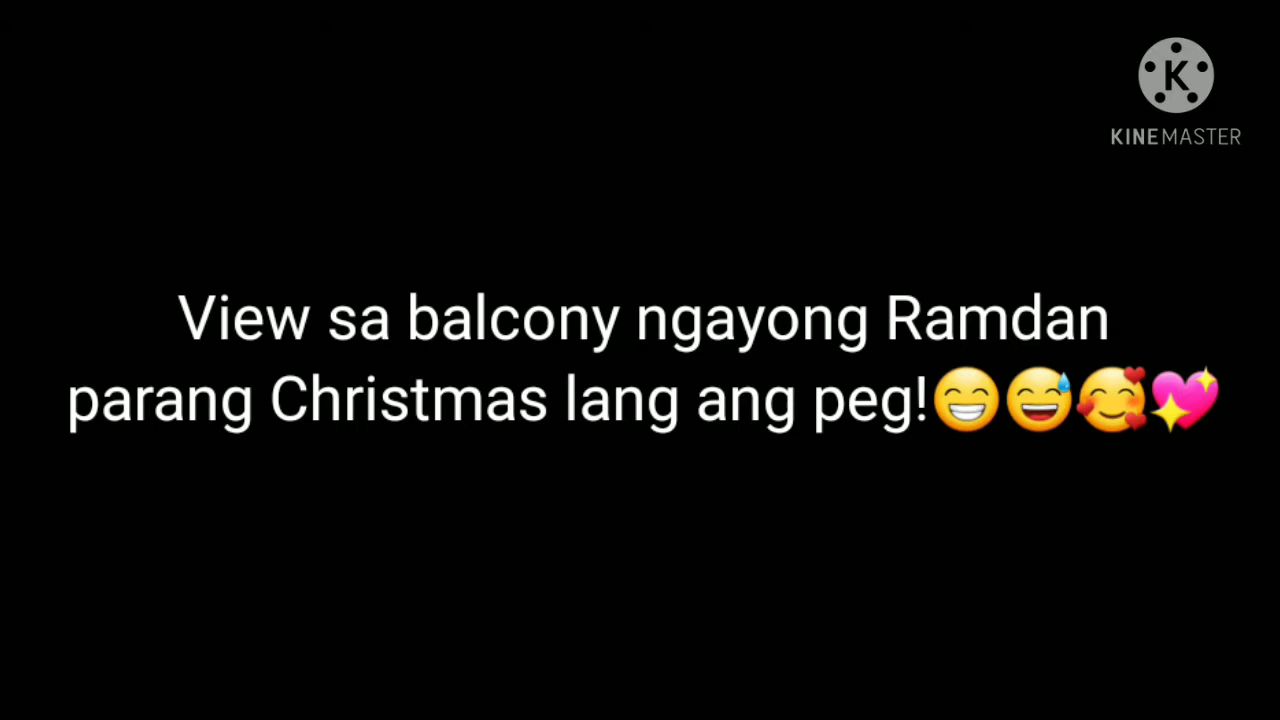 K
KINEMASTER
View sa balcony ngayong Ramdan
parang Christmas lang ang peg!😁😅🥰💖